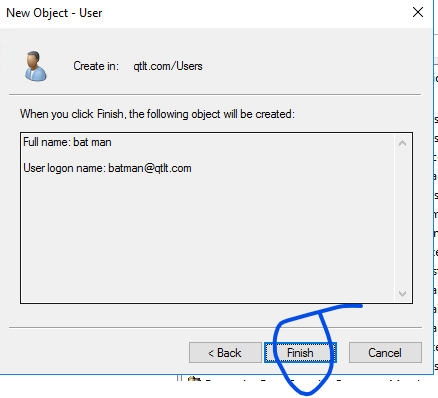 New Object - User
Create in: qtlt.com/Users
When you click Finish, the following object will be created:
Full name: bat man
User logon name: batman@qtlt.com
< Back
Finish
Cancel